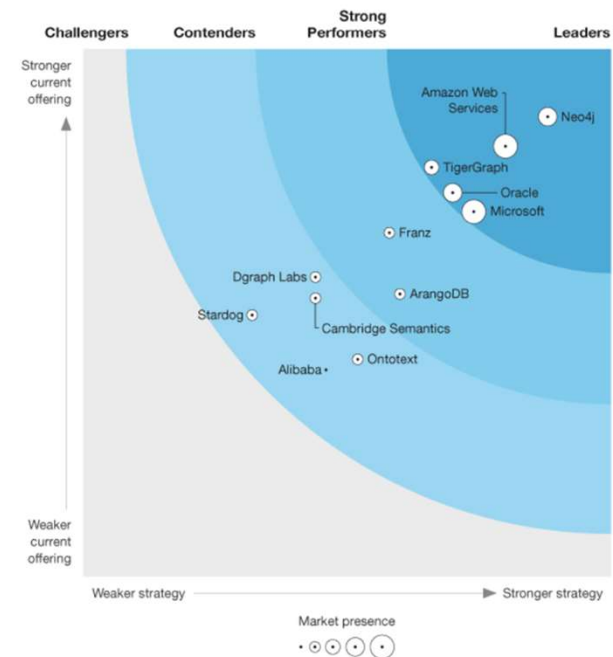 Challengers
Contenders
Strong
Performers
Leaders
Stronger
current
offering
Amazon Web
Services
Neo4j
TigerGraph
Oracle
Microsoft
Franz
Dgraph Labs
ArangoDB
Stardog
Cambridge Semantics
Ontotext
Alibaba
Weaker
current
offering
Weaker strategy
Stronger strategy
Market presence